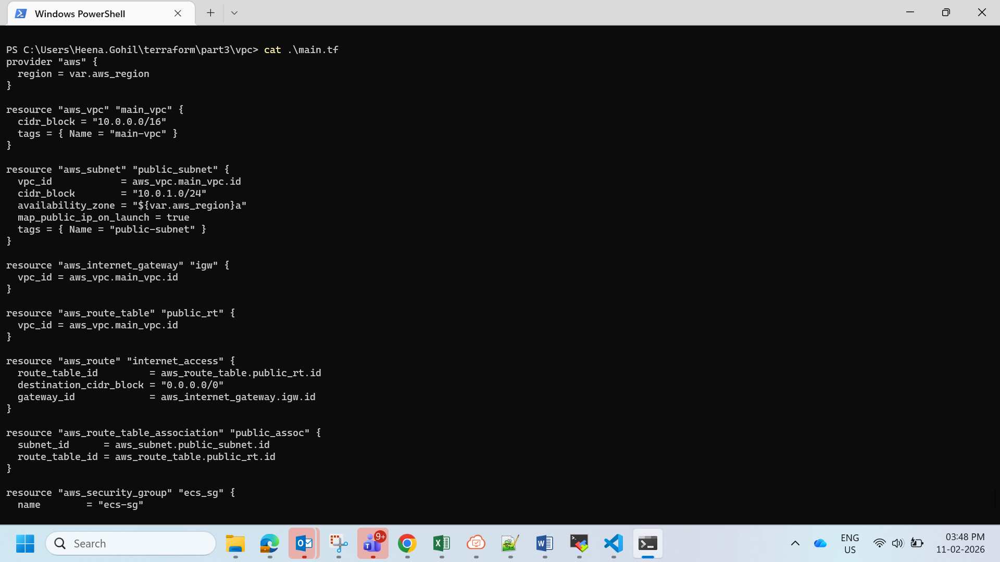 Windows PowerShell
PS C:\Users\Heena.Gohil\terraform\part3\vpc> cat .\main.tf
provider "aws" {
  region = var.aws_region
}

resource "aws_vpc" "main_vpc" {
  cidr_block = "10.0.0.0/16"
  tags = { Name = "main-vpc" }
}

resource "aws_subnet" "public_subnet" {
  vpc_id            = aws_vpc.main_vpc.id
  cidr_block        = "10.0.1.0/24"
  availability_zone = "${var.aws_region}a"
  map_public_ip_on_launch = true
  tags = { Name = "public-subnet" }
}

resource "aws_internet_gateway" "igw" {
  vpc_id = aws_vpc.main_vpc.id
}

resource "aws_route_table" "public_rt" {
  vpc_id = aws_vpc.main_vpc.id
}

resource "aws_route" "internet_access" {
  route_table_id         = aws_route_table.public_rt.id
  destination_cidr_block = "0.0.0.0/0"
  gateway_id             = aws_internet_gateway.igw.id
}

resource "aws_route_table_association" "public_assoc" {
  subnet_id      = aws_subnet.public_subnet.id
  route_table_id = aws_route_table.public_rt.id
}

resource "aws_security_group" "ecs_sg" {
  name        = "ecs-sg"
Search
9+
ENG
US
03:48 PM
11-02-2026